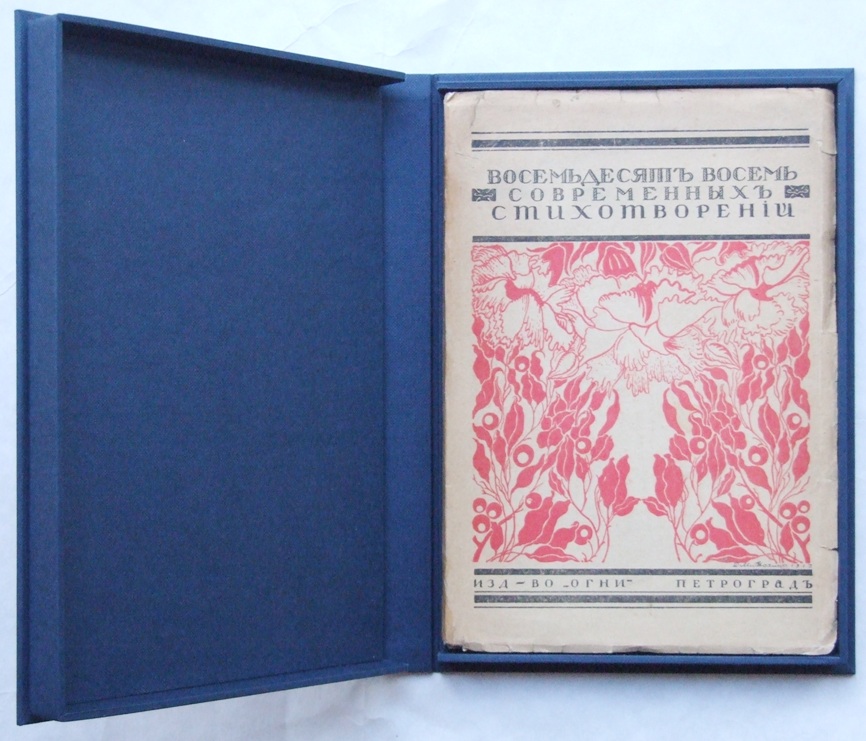 ВОСЕМЬДЕСЯТЪ ВОСЕМЬ
СОВРЕМЕННЫХЪ
СТИХОТВОРЕНІЙ
ИЗД-ВО „ОГНИ“ ПЕТРОГРАДЪ